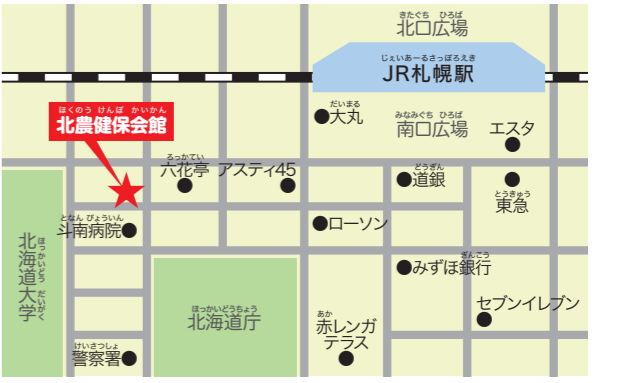 きたぐち ひろば
北口広場
じぇいあーるさっぽろえき
JR札幌駅
ほくのう けんぽ かいかん
北農健保会館
だいまる
大丸
みなみぐち ひろば
南口広場
エスタ
ろっかてい
六花亭
アスティ45
どうぎん
道銀
とうきゅう
東急
となん びょういん
斗南病院
ローソン
ほっかいどう だいがく
北海道大学
ぎんこう
みずほ銀行
ほっかいどうちょう
北海道庁
あか
赤レンガ
テラス
セブンイレブン
けいさつしょ
警察署